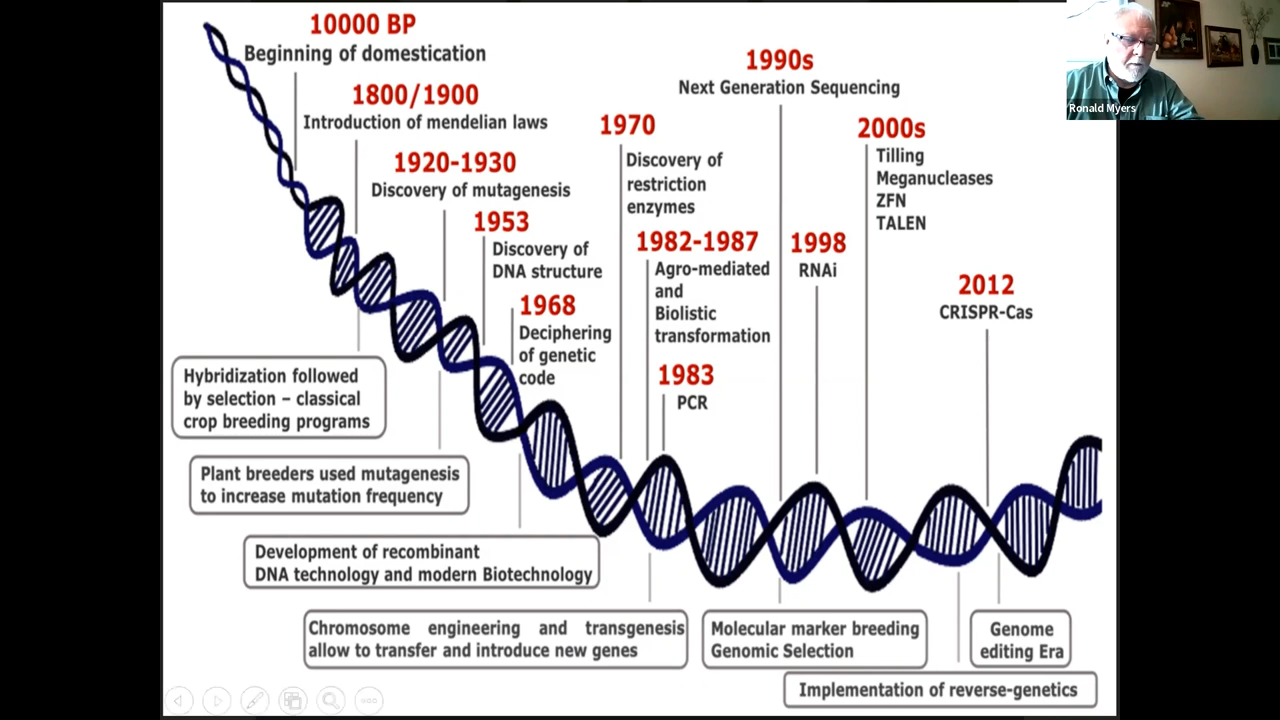 10000 BP
Beginning of domestication
1800/1900
Introduction of mendelian laws
1920-1930
Discovery of mutagenesis
1953
Discovery of
DNA structure
1968
Deciphering
of genetic
code
1970
Discovery of
restriction
enzymes
1982-1987
Agro-mediated
and
Biolistic
transformation
1983
PCR
1990s
Next Generation Sequencing
1998
RNAi
2000s
Tilling
Meganucleases
ZFN
TALEN
2012
CRISPR-Cas
Hybridization followed
by selection – classical
crop breeding programs
Plant breeders used mutagenesis
to increase mutation frequency
Development of recombinant
DNA technology and modern Biotechnology
Chromosome engineering and transgenesis
allow to transfer and introduce new genes
Molecular marker breeding
Genomic Selection
Genome
editing Era
Implementation of reverse-genetics
Ronald Myers